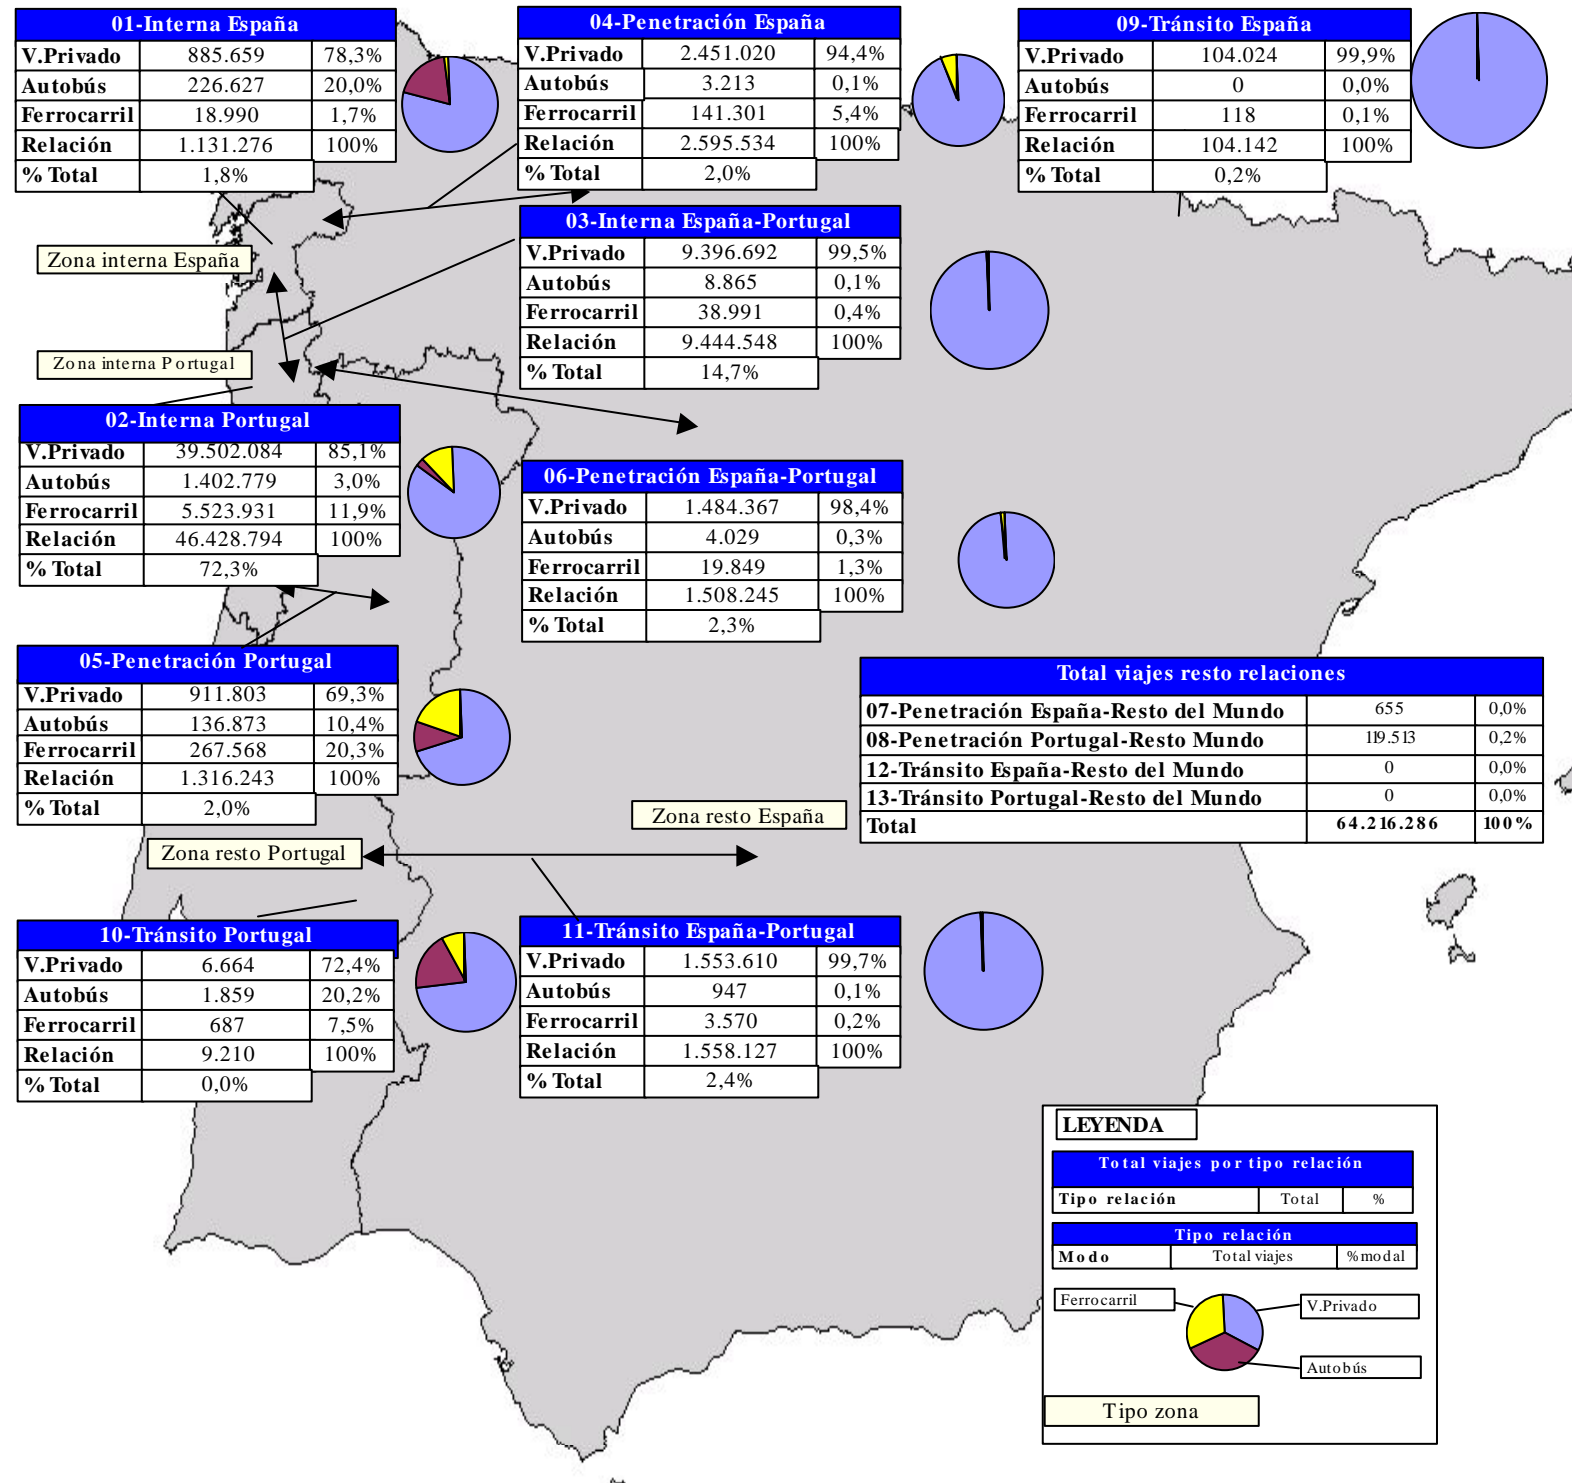 01-Interna España
V.Privado 885.659 78,3%
Autobús 226.627 20,0%
Ferrocarril 18.990 1,7%
Relación 1.131.276 100%
% Total 1,8%
04-Penetración España
V.Privado 2.451.020 94,4%
Autobús 3.213 0,1%
Ferrocarril 141.301 5,4%
Relación 2.595.534 100%
% Total 2,0%
09-Tránsito España
V.Privado 104.024 99,9%
Autobús 0 0,0%
Ferrocarril 118 0,1%
Relación 104.142 100%
% Total 0,2%
03-Interna España-Portugal
V.Privado 9.396.692 99,5%
Autobús 8.865 0,1%
Ferrocarril 38.991 0,4%
Relación 9.444.548 100%
% Total 14,7%
Zona interna España
Zona interna Portugal
02-Interna Portugal
V.Privado 39.502.084 85,1%
Autobús 1.402.779 3,0%
Ferrocarril 5.523.931 11,9%
Relación 46.428.794 100%
% Total 72,3%
06-Penetración España-Portugal
V.Privado 1.484.367 98,4%
Autobús 4.029 0,3%
Ferrocarril 19.849 1,3%
Relación 1.508.245 100%
% Total 2,3%
05-Penetración Portugal
V.Privado 911.803 69,3%
Autobús 136.873 10,4%
Ferrocarril 267.568 20,3%
Relación 1.316.243 100%
% Total 2,0%
Total viajes resto relaciones
07-Penetración España-Resto del Mundo 655 0,0%
08-Penetración Portugal-Resto Mundo 119.513 0,2%
12-Tránsito España-Resto del Mundo 0 0,0%
13-Tránsito Portugal-Resto del Mundo 0 0,0%
Total 64.216.286 100%
Zona resto España
Zona resto Portugal
10-Tránsito Portugal
V.Privado 6.664 72,4%
Autobús 1.859 20,2%
Ferrocarril 687 7,5%
Relación 9.210 100%
% Total 0,0%
11-Tránsito España-Portugal
V.Privado 1.553.610 99,7%
Autobús 947 0,1%
Ferrocarril 3.570 0,2%
Relación 1.558.127 100%
% Total 2,4%
LEYENDA
Total viajes por tipo relación
Tipo relación Total %
Tipo relación
Modo Total viajes %modal
Ferrocarril
V.Privado
Autobús
Tipo zona